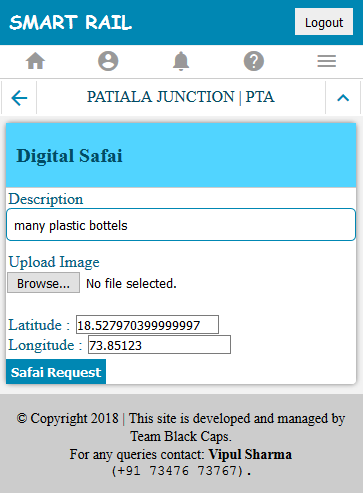 SMART RAIL
Logout
PATIALA JUNCTION | PTA
Digital Safai
Description
many plastic bottels
Upload Image
Browse... No file selected.
Latitude : 18.527970399999997
Longitude : 73.85123
Safai Request
© Copyright 2018 | This site is developed and managed by
Team Black Caps.
For any queries contact: Vipul Sharma
(+91 73476 73767).